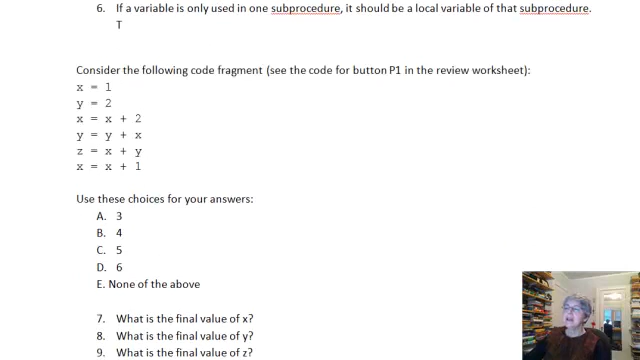 6. If a variable is only used in one subprocedure, it should be a local variable of that subprocedure.
T
Consider the following code fragment (see the code for button P1 in the review worksheet):
x = 1
y = 2
x = x + 2
y = y + x
z = x + y
x = x + 1
Use these choices for your answers:
A. 3
B. 4
C. 5
D. 6
E. None of the above
7. What is the final value of x?
8. What is the final value of y?
9. What is the final value of z?